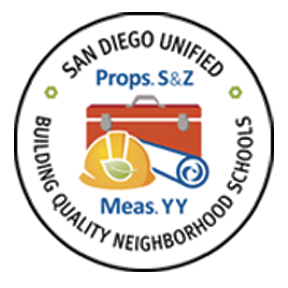 SAN DIEGO UNIFIED
Props. S&Z
Meas. YY
BUILDING QUALITY NEIGHBORHOOD SCHOOLS